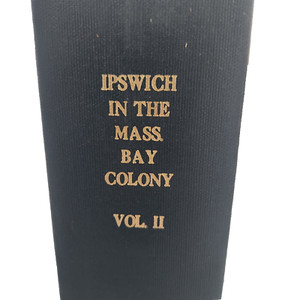 IPSWICH
IN THE
MASS.
BAY
COLONY
VOL. II